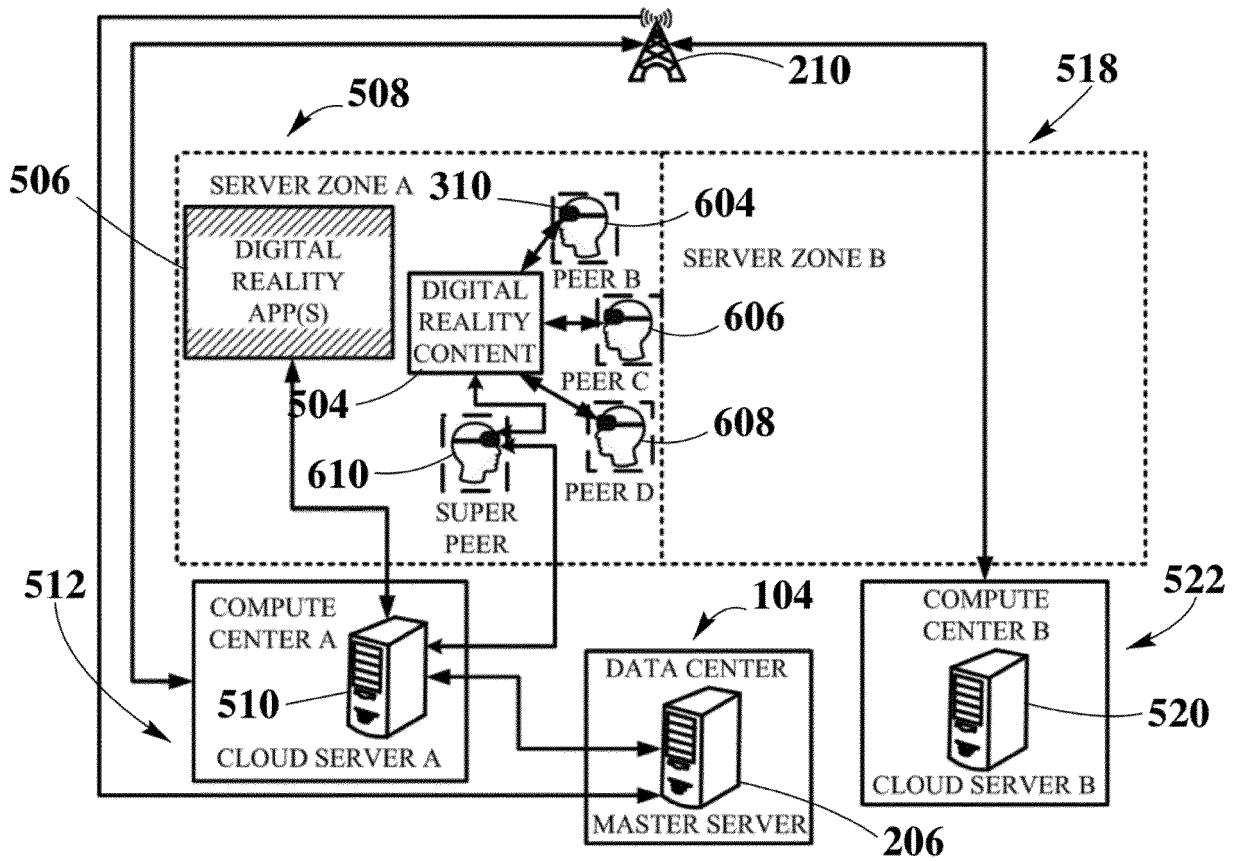 210
518
508
506
SERVER ZONE A
310
604
DIGITAL
REALITY
APP(S)
PEER B
SERVER ZONE B
DIGITAL
REALITY
CONTENT
606
PEER C
504
608
610
PEER D
SUPER
PEER
512
104
522
COMPUTE
CENTER A
COMPUTE
CENTER B
DATA CENTER
510
520
CLOUD SERVER A
CLOUD SERVER B
MASTER SERVER
206